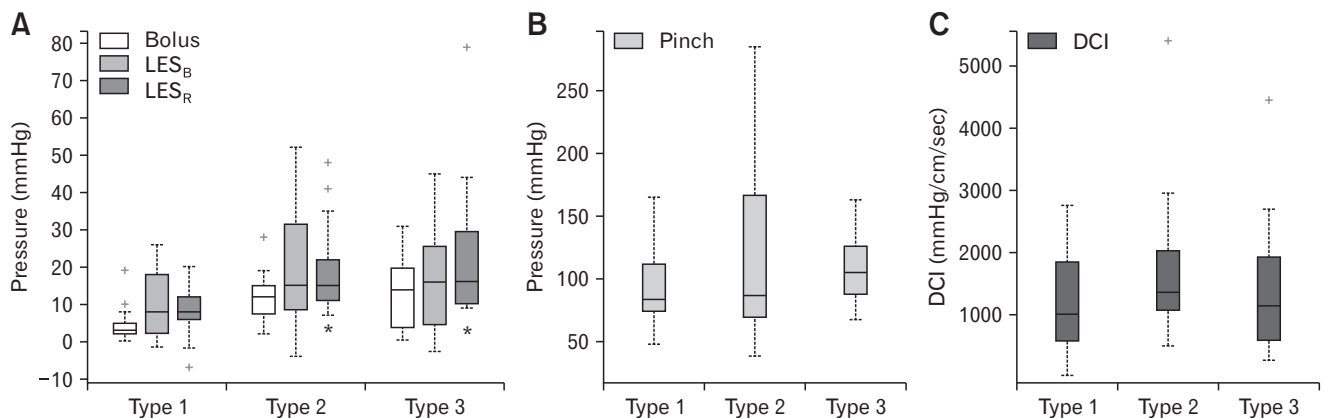 A
Bolus
LES_B
LES_R
Pressure (mmHg)
80
70
60
50
40
30
20
10
0
−10
Type 1 Type 2 Type 3
*
*
B
Pinch
Pressure (mmHg)
250
200
150
100
50
Type 1 Type 2 Type 3
C
DCI
DCI (mmHg/cm/sec)
5000
4000
3000
2000
1000
Type 1 Type 2 Type 3